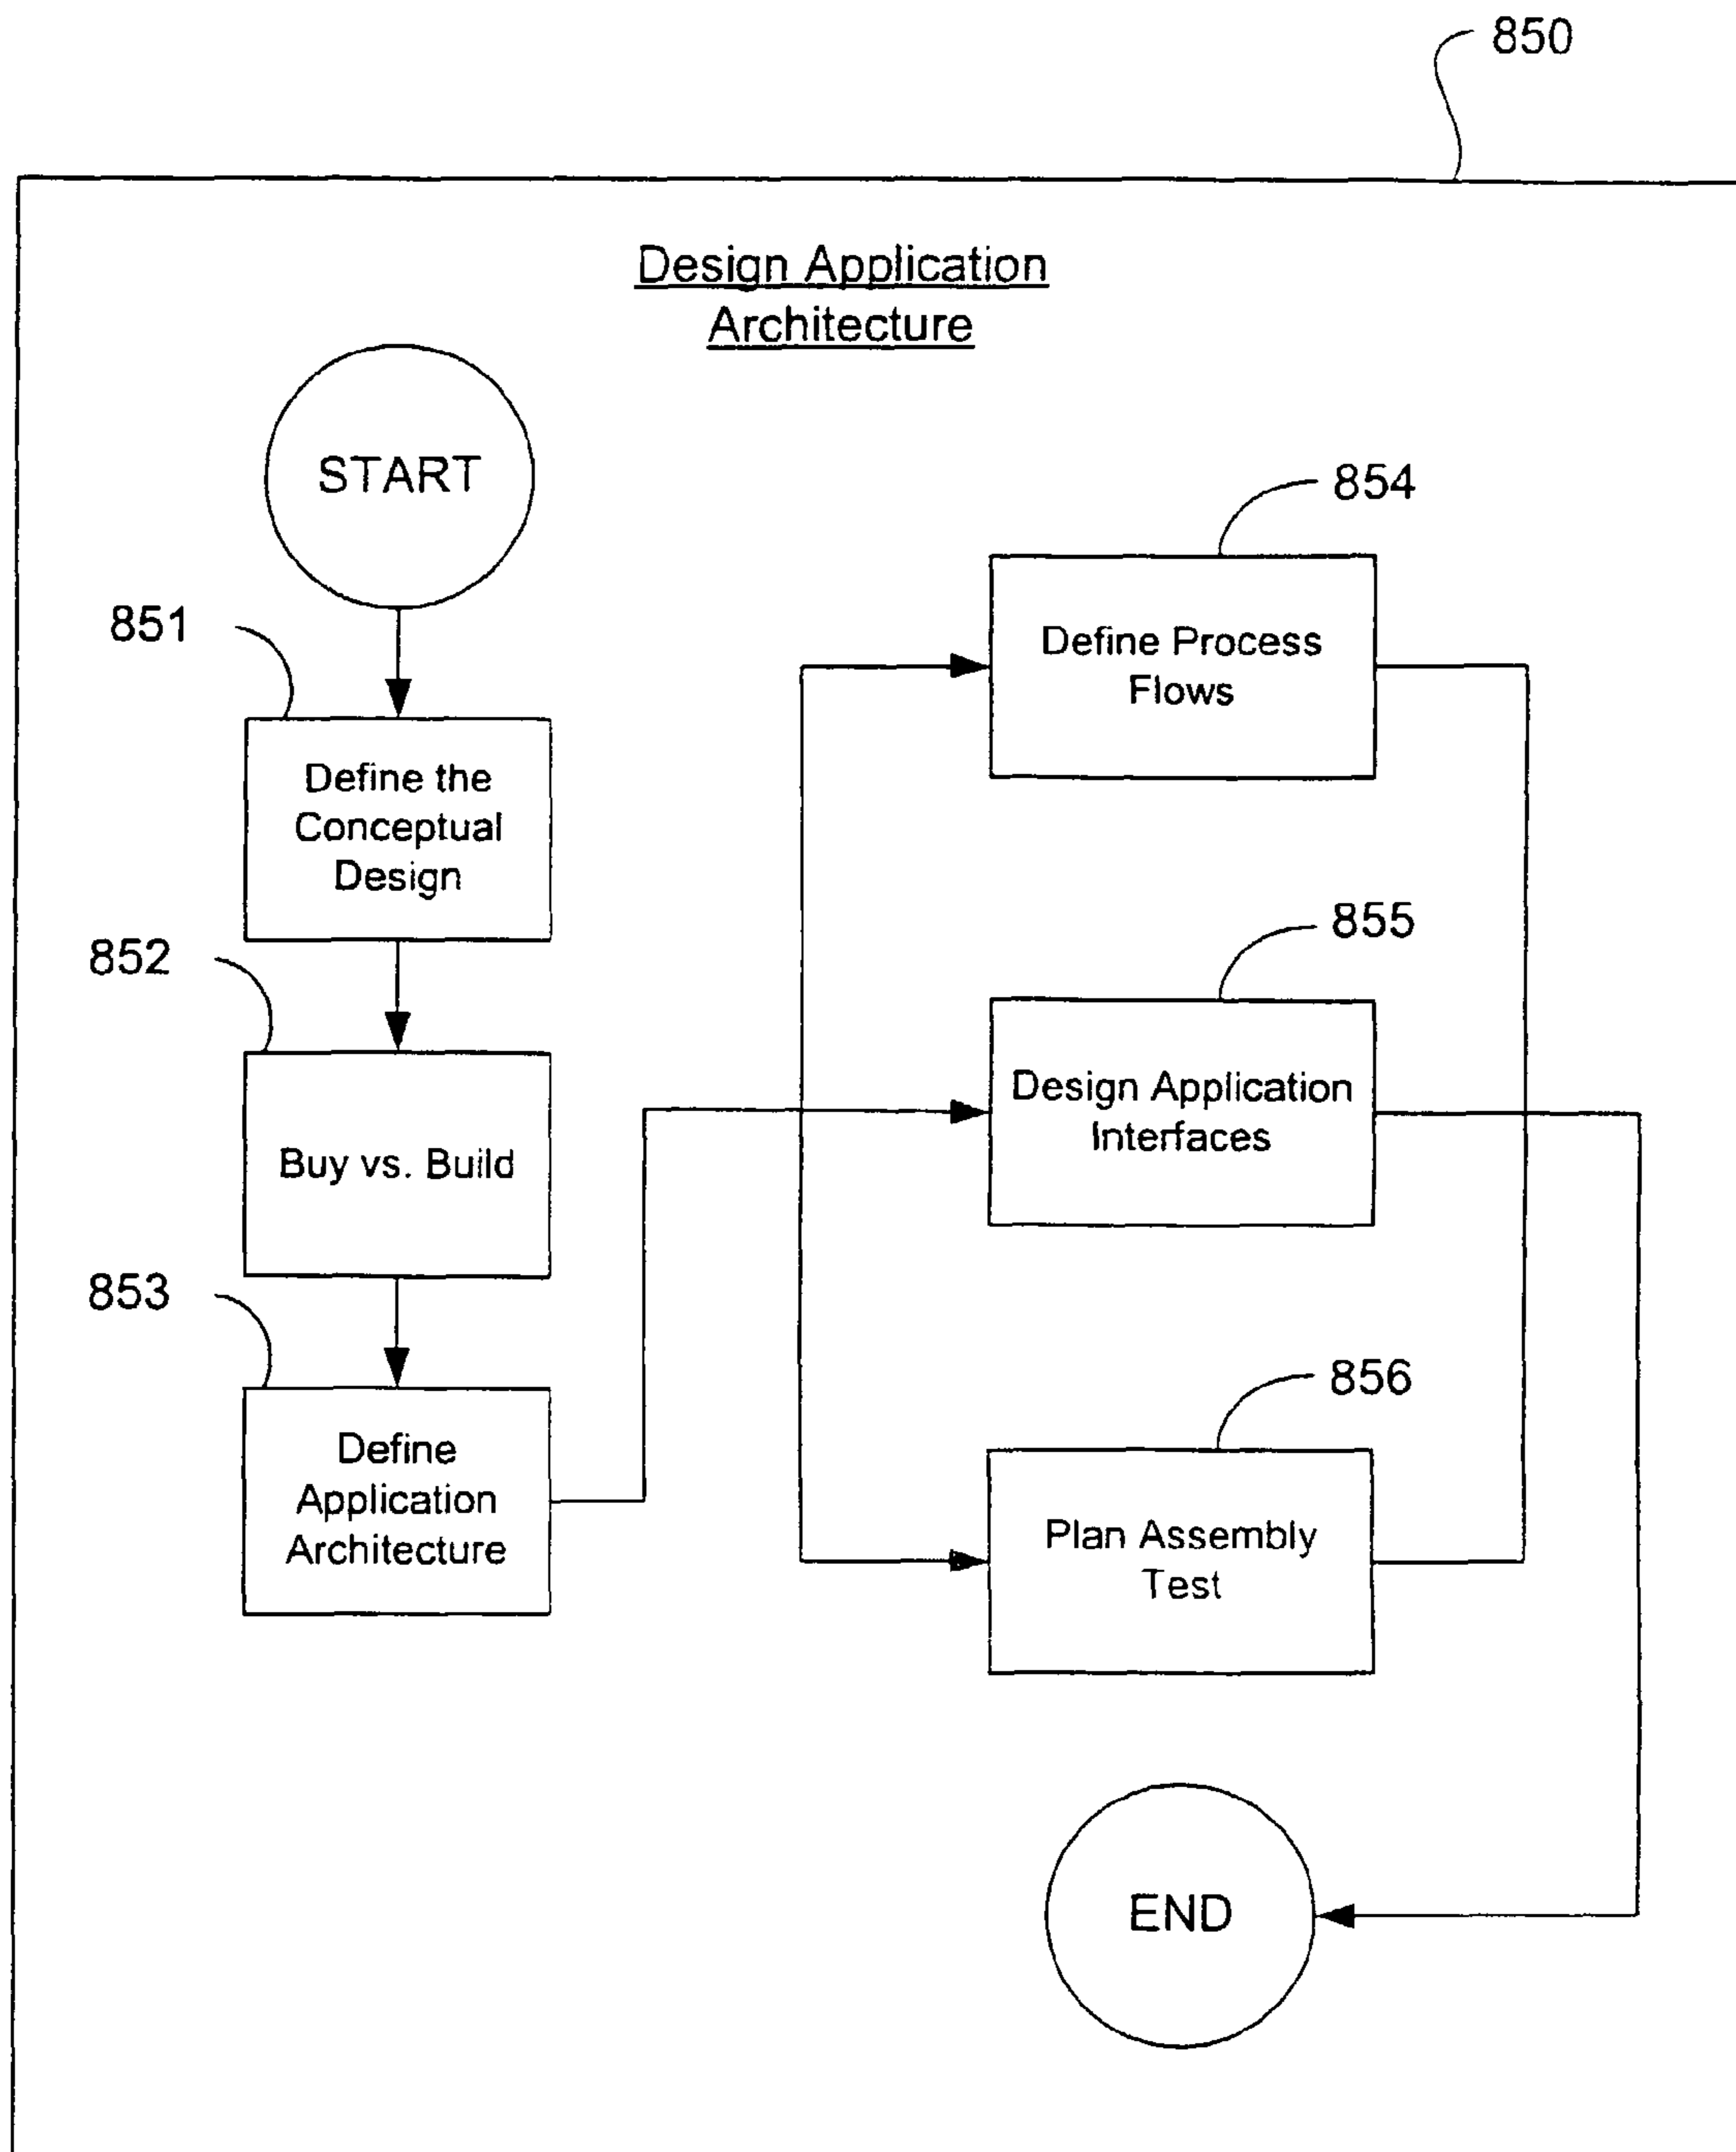 850
Design Application
Architecture
START
851
Define the
Conceptual
Design
852
Buy vs. Build
853
Define
Application
Architecture
854
Define Process
Flows
855
Design Application
Interfaces
856
Plan Assembly
Test
END